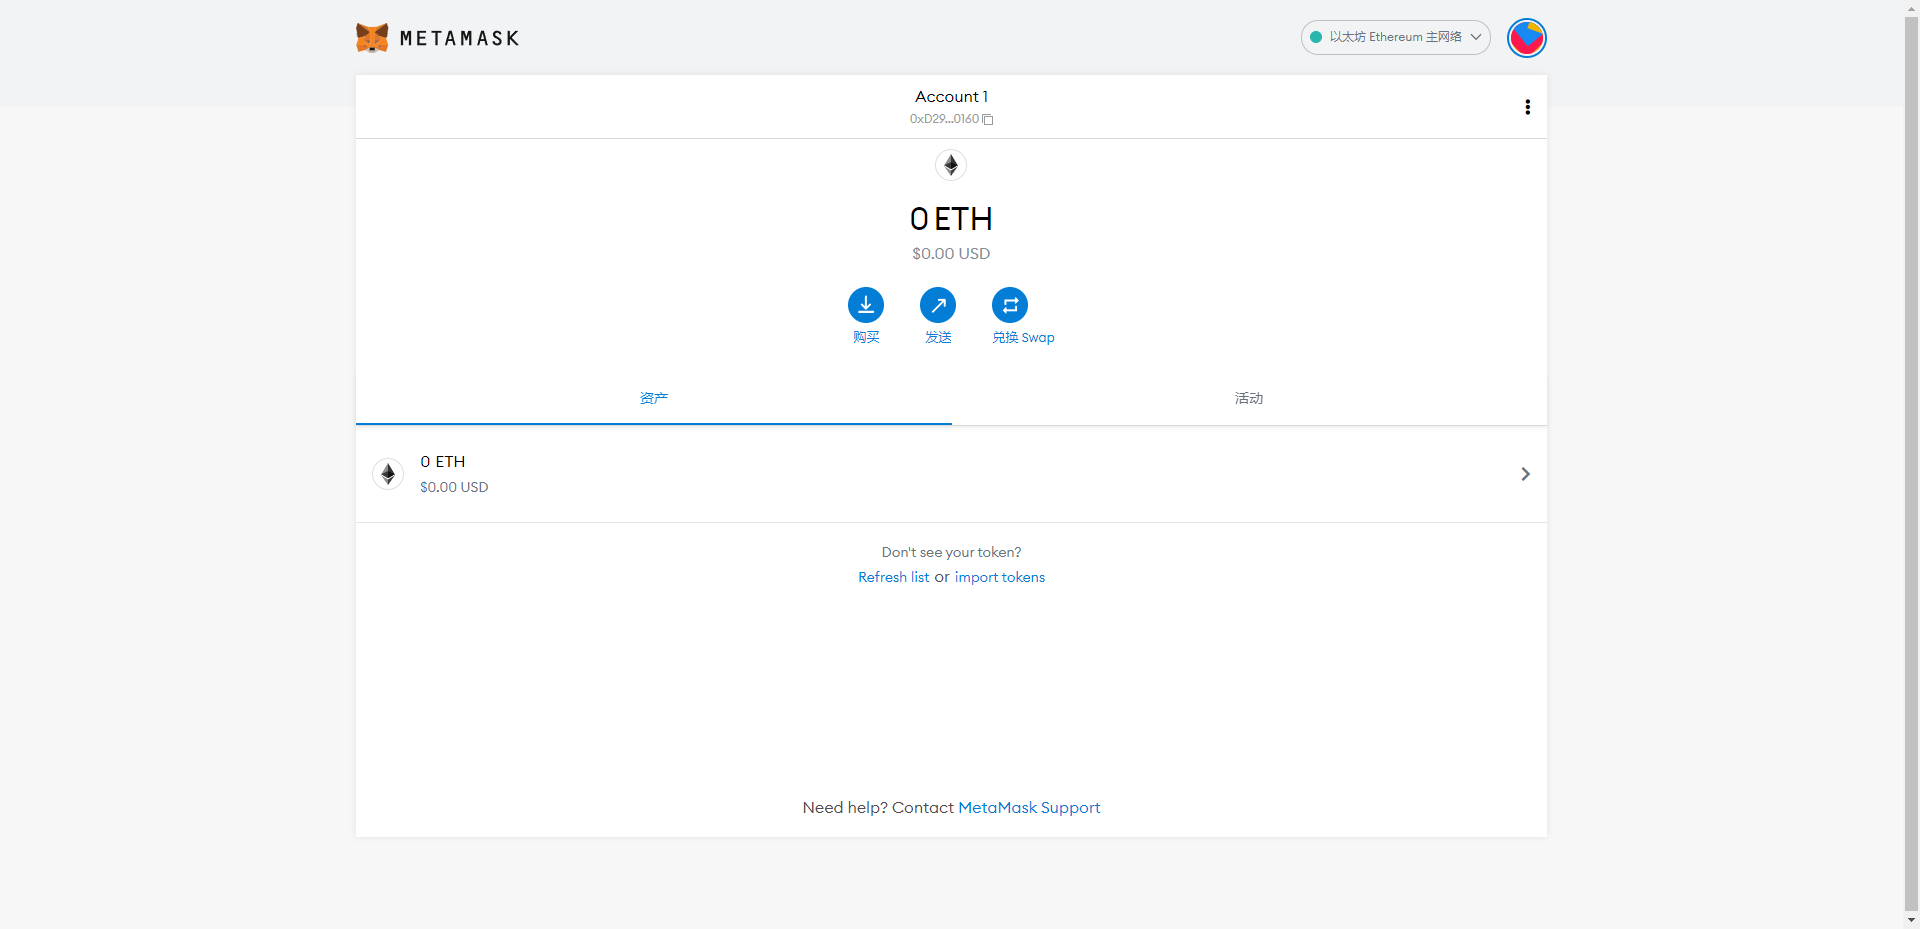 METAMASK
以太坊 Ethereum 主网络
Account 1
0xD29...0160
0 ETH
$0.00 USD
购买
发送
兑换 Swap
资产
活动
0 ETH
$0.00 USD
Don't see your token?
Refresh list or import tokens
Need help? Contact MetaMask Support